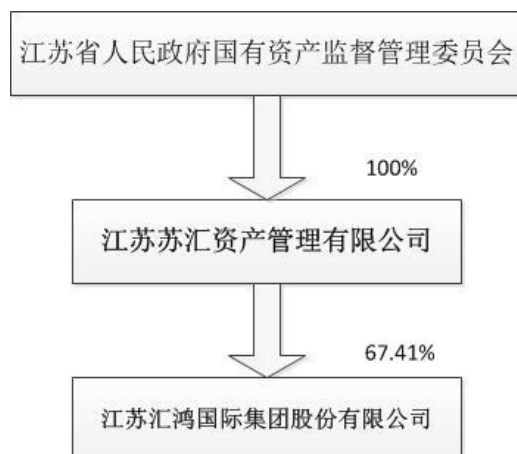 江苏省人民政府国有资产监督管理委员会
100%
江苏苏汇资产管理有限公司
67.41%
江苏汇鸿国际集团股份有限公司